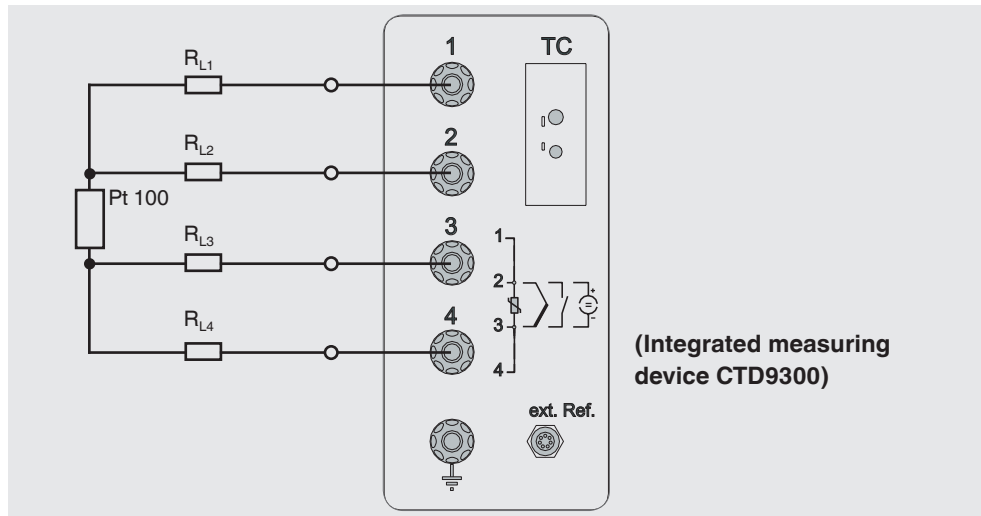 1
TC
R_L1
2
R_L2
Pt 100
3
R_L3
1
2
3
4
+
=
-
4
R_L4
(Integrated measuring
device CTD9300)
ext. Ref.